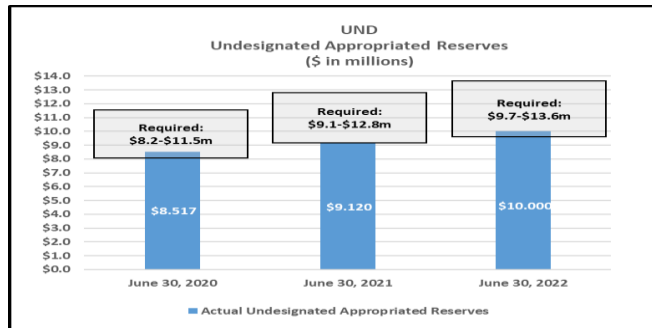 UND
Undesignated Appropriated Reserves
($ in millions)
$14.0
$13.0
$12.0
$11.0
$10.0
$9.0
$8.0
$7.0
$6.0
$5.0
$4.0
$3.0
$2.0
$1.0
$0.0
Required:
$8.2-$11.5m
Required:
$9.1-$12.8m
Required:
$9.7-$13.6m
$8.517
$9.120
$10.000
June 30, 2020
June 30, 2021
June 30, 2022
Actual Undesignated Appropriated Reserves